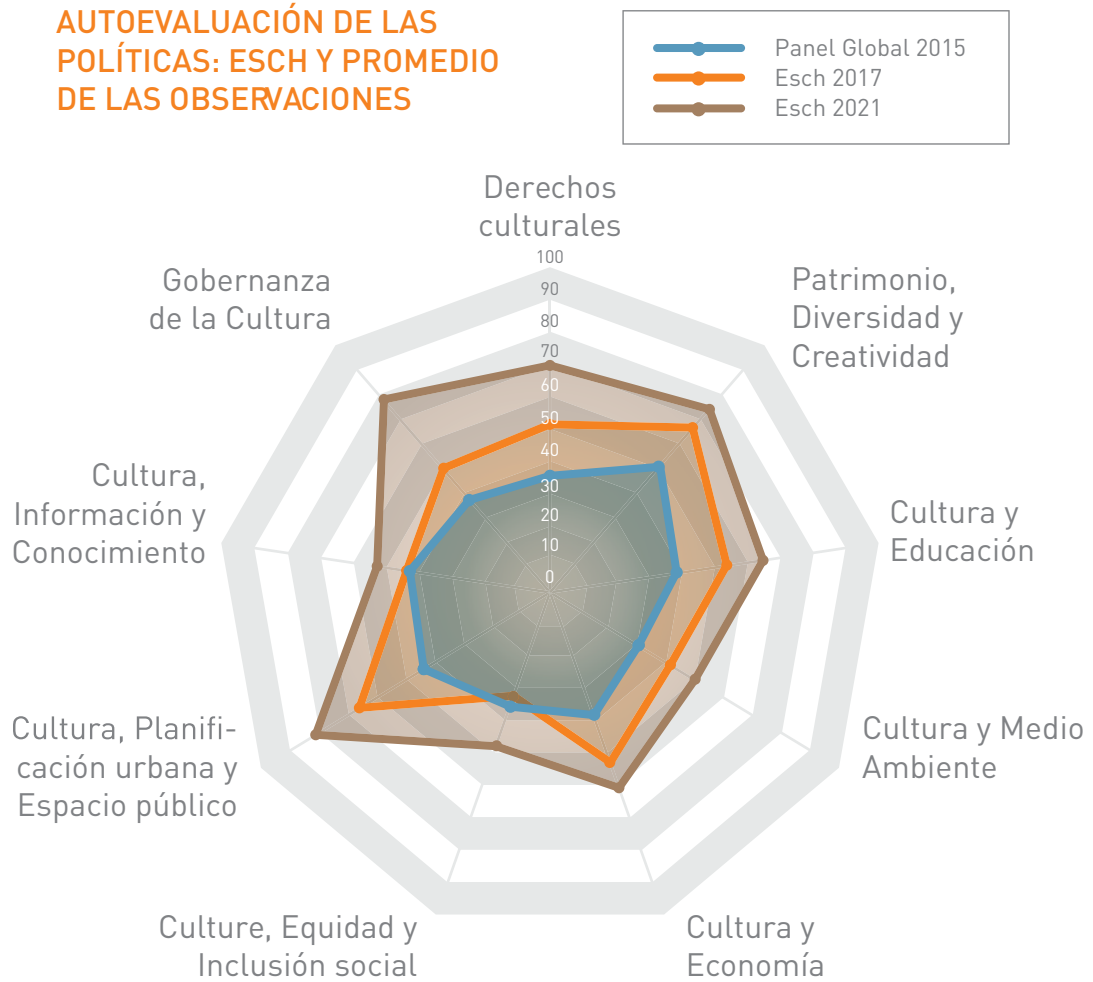 AUTOEVALUACIÓN DE LAS
POLÍTICAS: ESCH Y PROMEDIO
DE LAS OBSERVACIONES
Panel Global 2015
Esch 2017
Esch 2021
Derechos
culturales
Patrimonio,
Diversidad y
Creatividad
Cultura y
Educación
Cultura y Medio
Ambiente
Cultura y
Economía
Culture, Equidad y
Inclusión social
Cultura, Planifi-
cación urbana y
Espacio público
Cultura,
Información y
Conocimiento
Gobernanza
de la Cultura
100
90
80
70
60
50
40
30
20
10
0